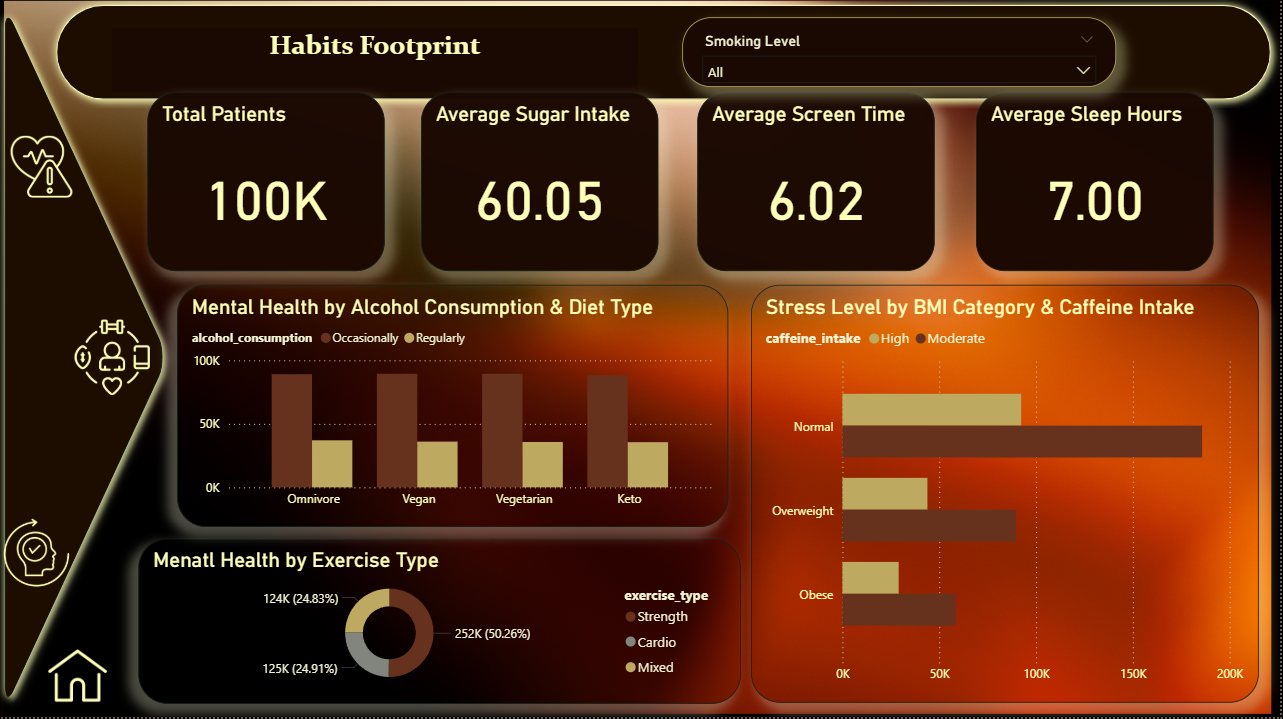 Habits Footprint
Smoking Level
All
Total Patients
100K
Average Sugar Intake
60.05
Average Screen Time
6.02
Average Sleep Hours
7.00
Mental Health by Alcohol Consumption & Diet Type
alcohol_consumption Occasionally Regularly
100K
50K
0K
Omnivore Vegan Vegetarian Keto
Stress Level by BMI Category & Caffeine Intake
caffeine_intake High Moderate
Normal
Overweight
Obese
0K 50K 100K 150K 200K
Menatl Health by Exercise Type
124K (24.83%)
252K (50.26%)
125K (24.91%)
exercise_type
Strength
Cardio
Mixed